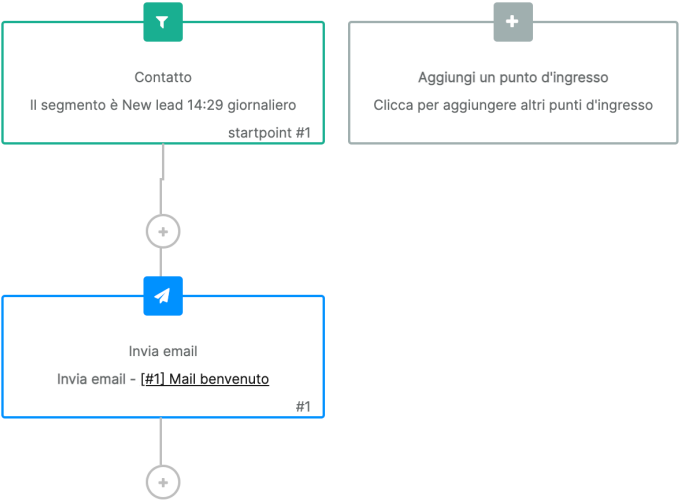 Contatto
Il segmento è New lead 14:29 giornaliero
startpoint #1
Aggiungi un punto d'ingresso
Clicca per aggiungere altri punti d'ingresso
Invia email
Invia email - [#1] Mail benvenuto
#1